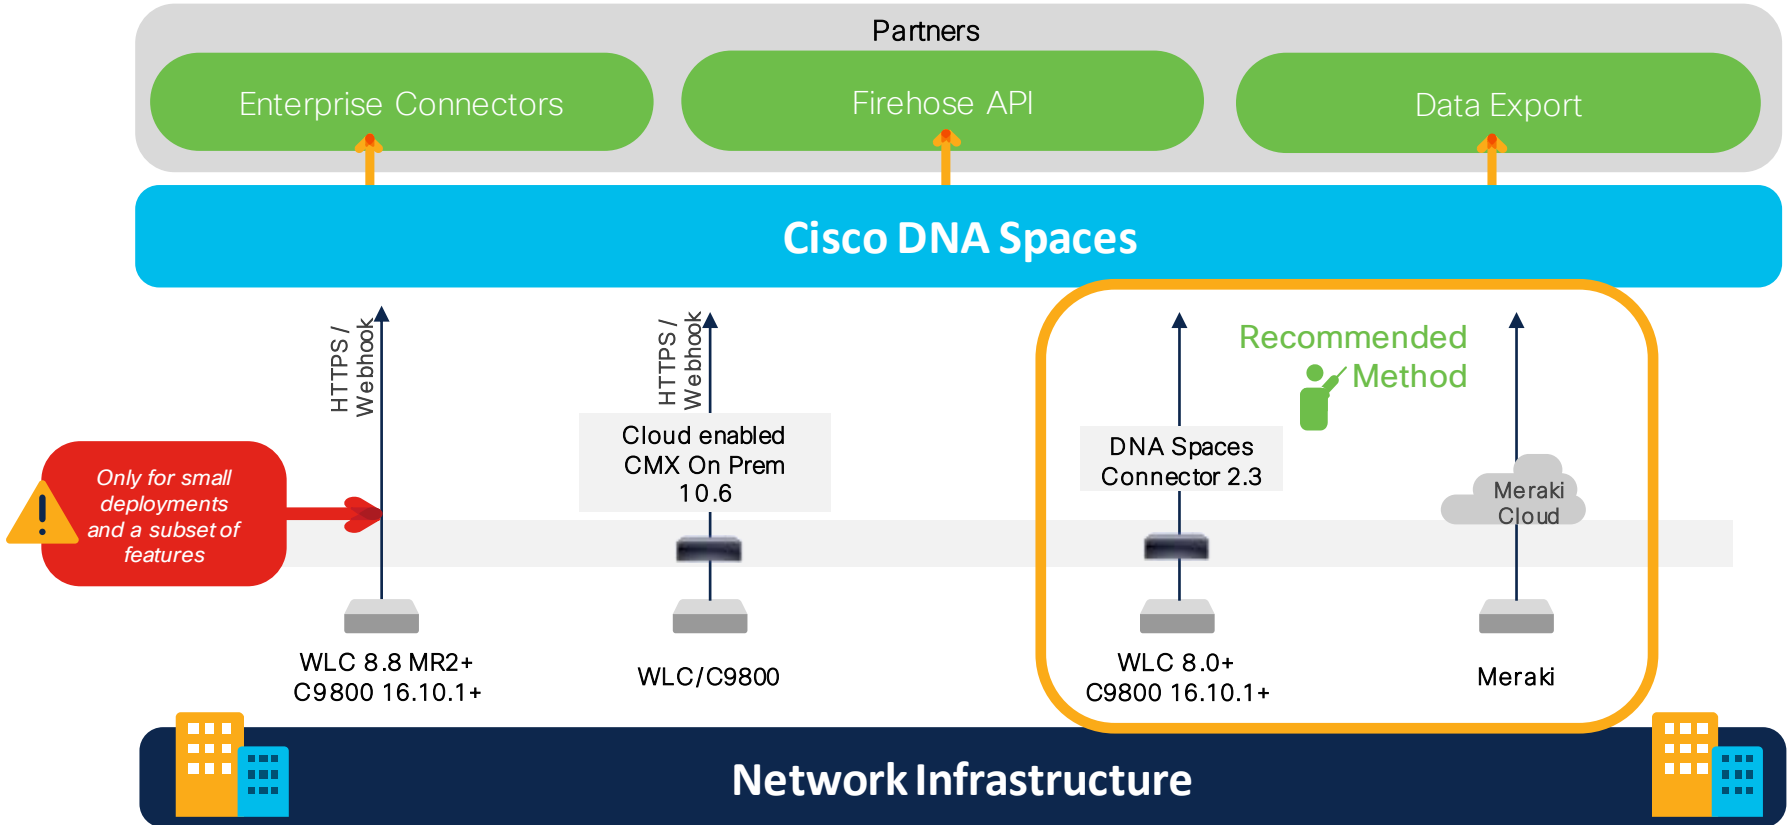 Partners
Enterprise Connectors
Firehose API
Data Export
Cisco DNA Spaces
HTTPS /
Webhook
HTTPS /
Webhook
Recommended
Method
Cloud enabled
CMX On Prem
10.6
DNA Spaces
Connector 2.3
Meraki
Cloud
Only for small
deployments
and a subset of
features
WLC 8.8 MR2+
C9800 16.10.1+
WLC/C9800
WLC 8.0+
C9800 16.10.1+
Meraki
Network Infrastructure